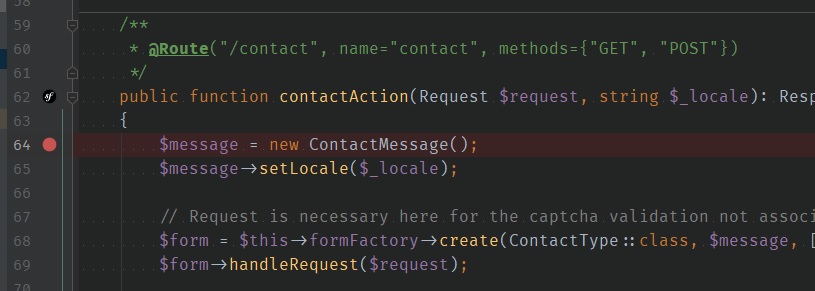 58
59 /**
60 * @Route("/contact", name="contact", methods={"GET", "POST"})
61 */
62 public function contactAction(Request $request, string $_locale): Resp
63 {
64 $message = new ContactMessage();
65 $message->setLocale($_locale);
66
67 // Request is necessary here for the captcha validation not associ
68 $form = $this->formFactory->create(ContactType::class, $message, [
69 $form->handleRequest($request);
70